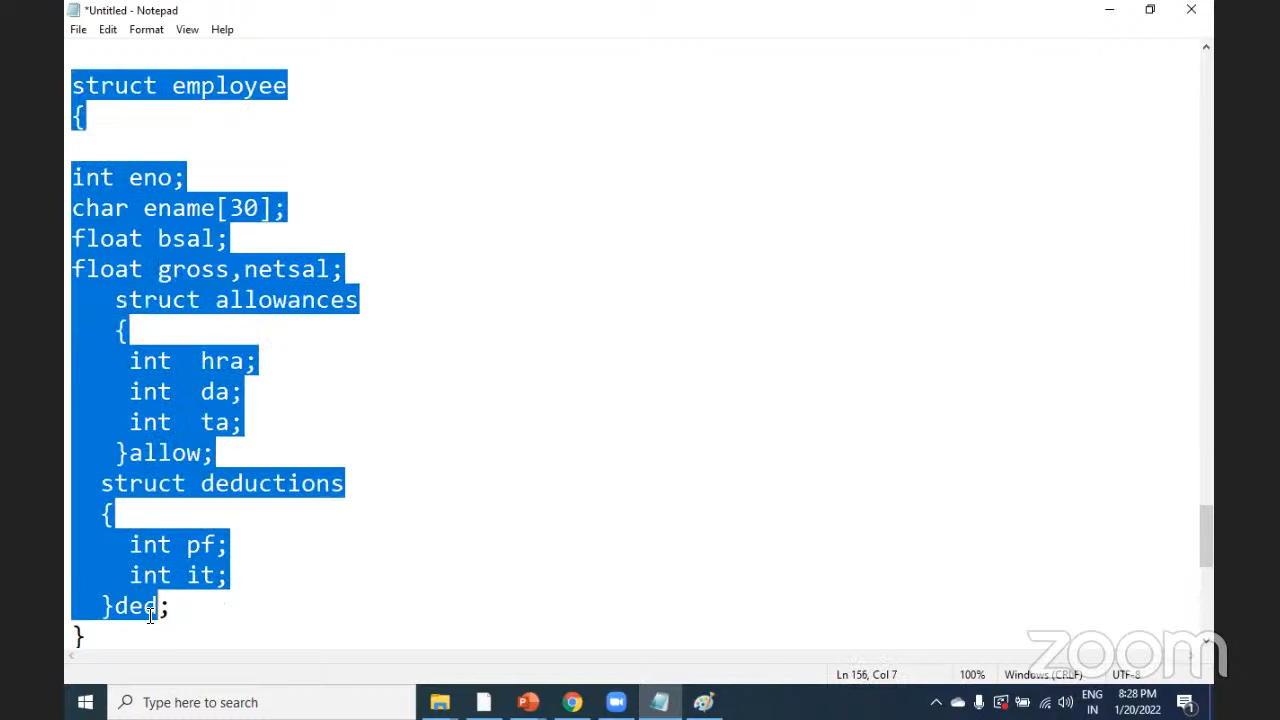 *Untitled - Notepad
File Edit Format View Help
struct employee
{
int eno;
char ename[30];
float bsal;
float gross,netsal;
struct allowances
{
int hra;
int da;
int ta;
}allow;
struct deductions
{
int pf;
int it;
}ded;
}
zoom
Ln 156, Col 7 100% Windows (CRLF) UTF-8
Type here to search
ENG
IN
8:28 PM
1/20/2022
1